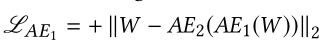 ℒ_{AE_1} = + ‖W − AE_2(AE_1(W))‖_2